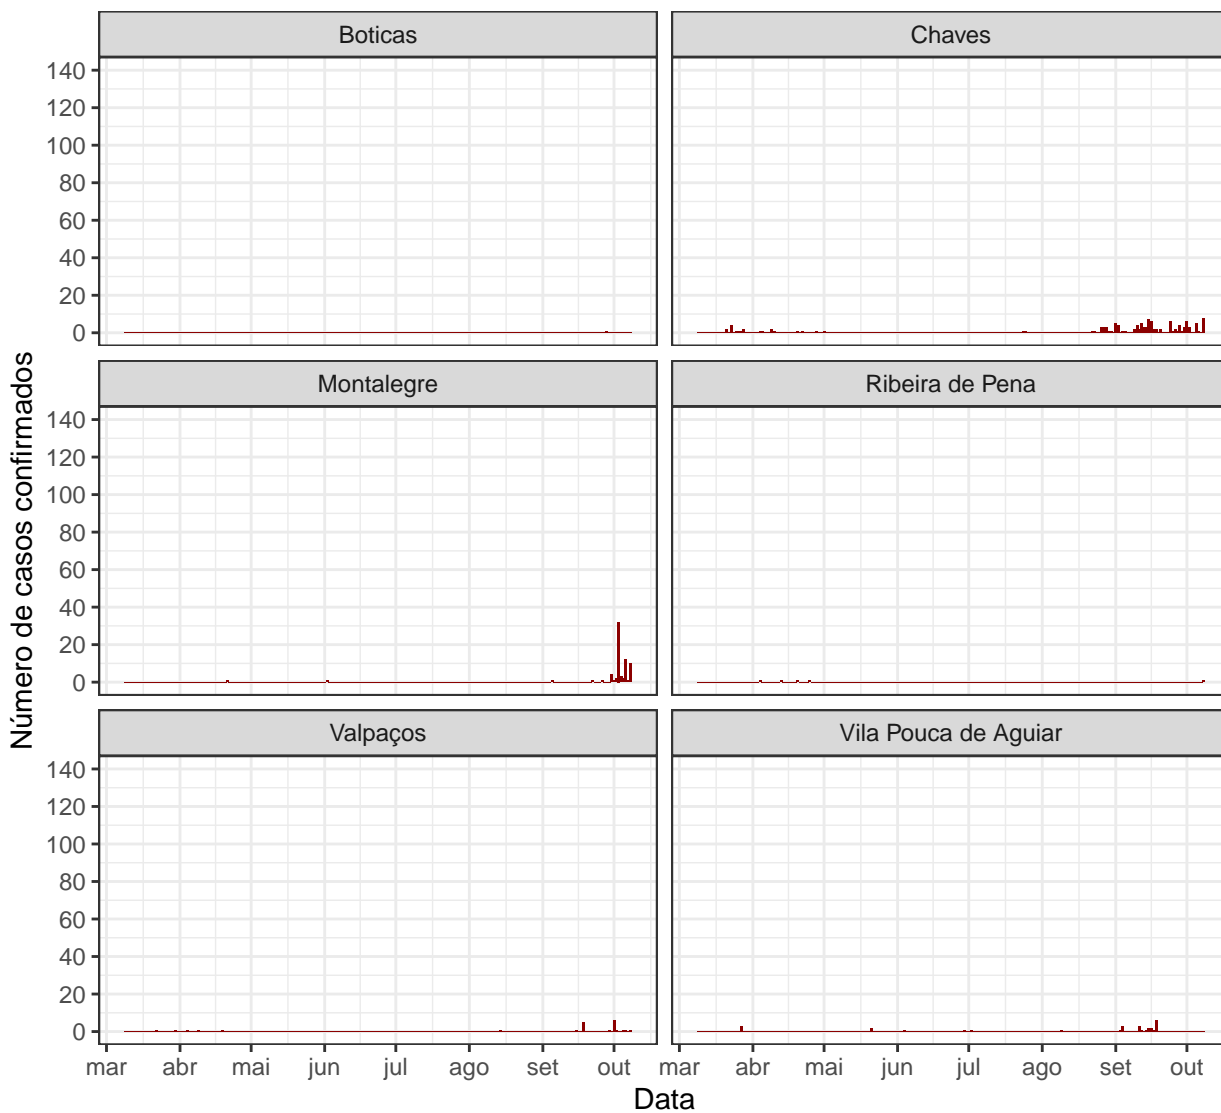 Boticas
Chaves
140
120
100
80
60
40
20
0
Montalegre
Ribeira de Pena
140
120
100
80
60
40
20
0
Valpaços
Vila Pouca de Aguiar
140
120
100
80
60
40
20
0
mar abr mai jun jul ago set out
mar abr mai jun jul ago set out
Data
Número de casos confirmados